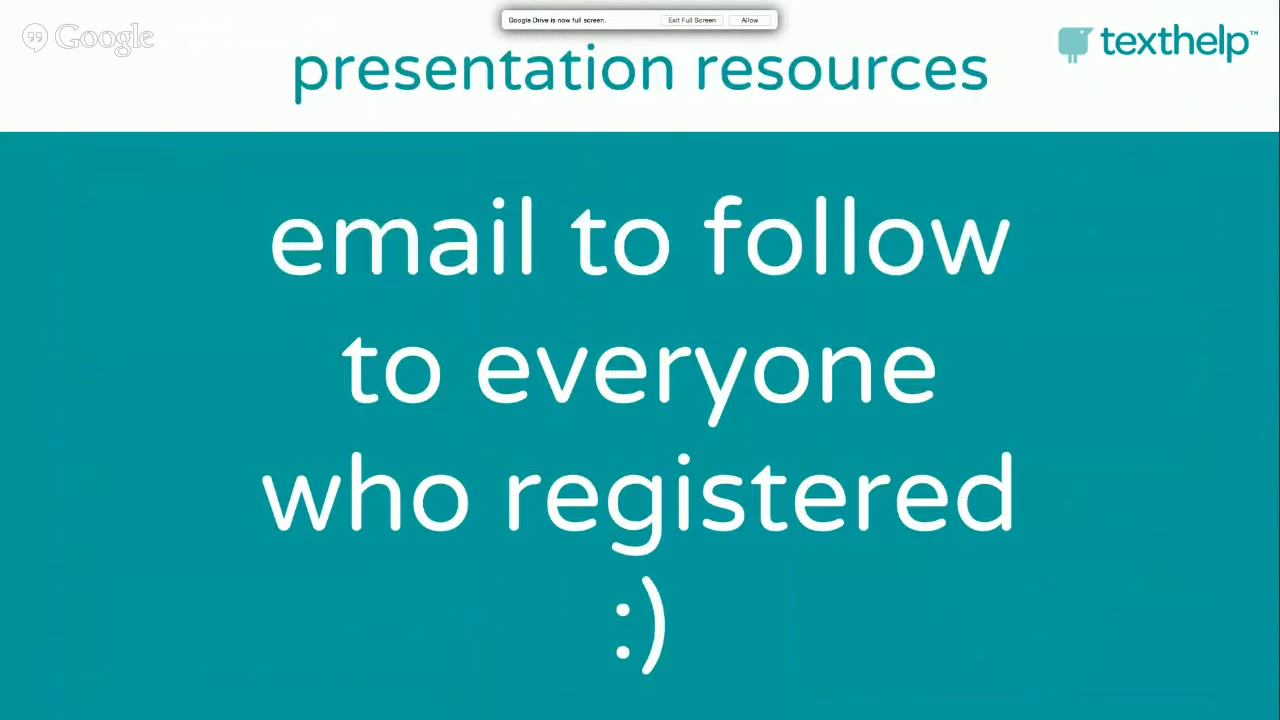 Google Drive is now full screen. Exit Full Screen Allow
Google
texthelp™
presentation resources
email to follow
to everyone
who registered
:)